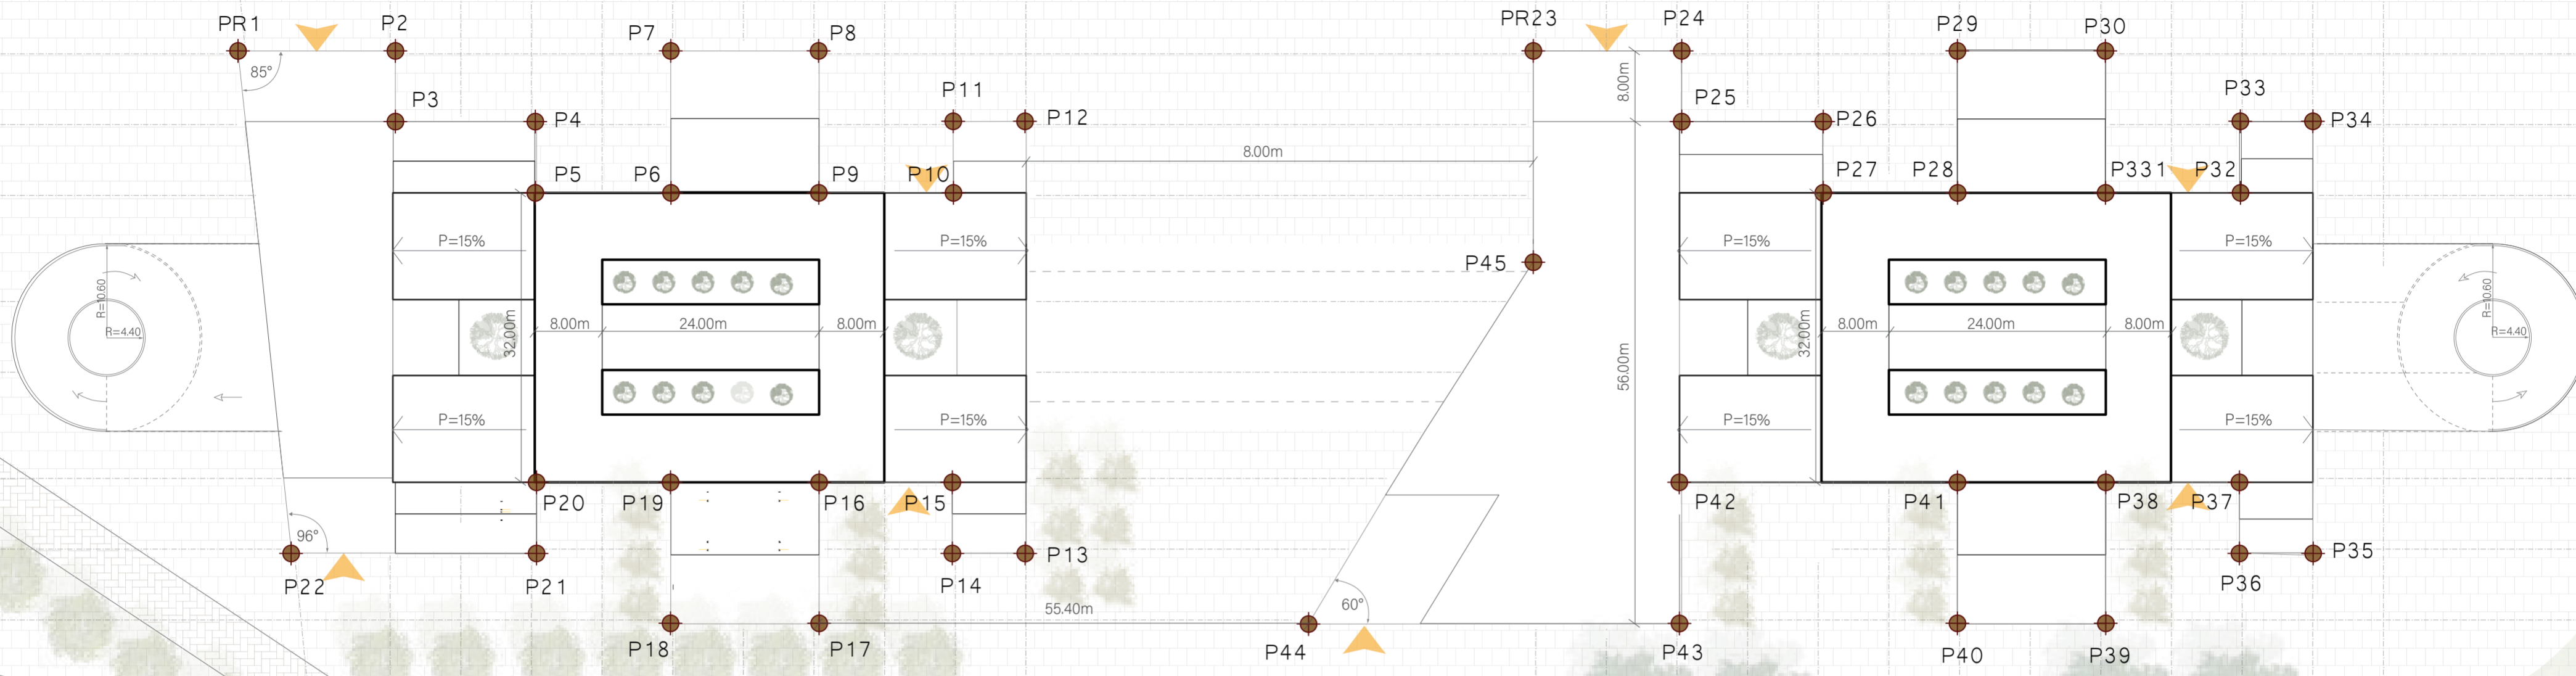 PR1
P2
P7
P8
PR23
P24
P29
P30
85°
8.00m
P3
P4
P11
P12
P25
P26
P33
P34
8.00m
P5
P6
P9
P10
P27
P28
P331
P32
P=15%
P=15%
P=15%
P=15%
P45
R=10.60
R=4.40
32.00m
8.00m
24.00m
8.00m
56.00m
32.00m
8.00m
24.00m
8.00m
R=10.60
R=4.40
P=15%
P=15%
P=15%
P=15%
P20
P19
P16
P15
P42
P41
P38
P37
96°
P22
P21
P14
P13
P36
P35
55.40m
60°
P18
P17
P44
P43
P40
P39